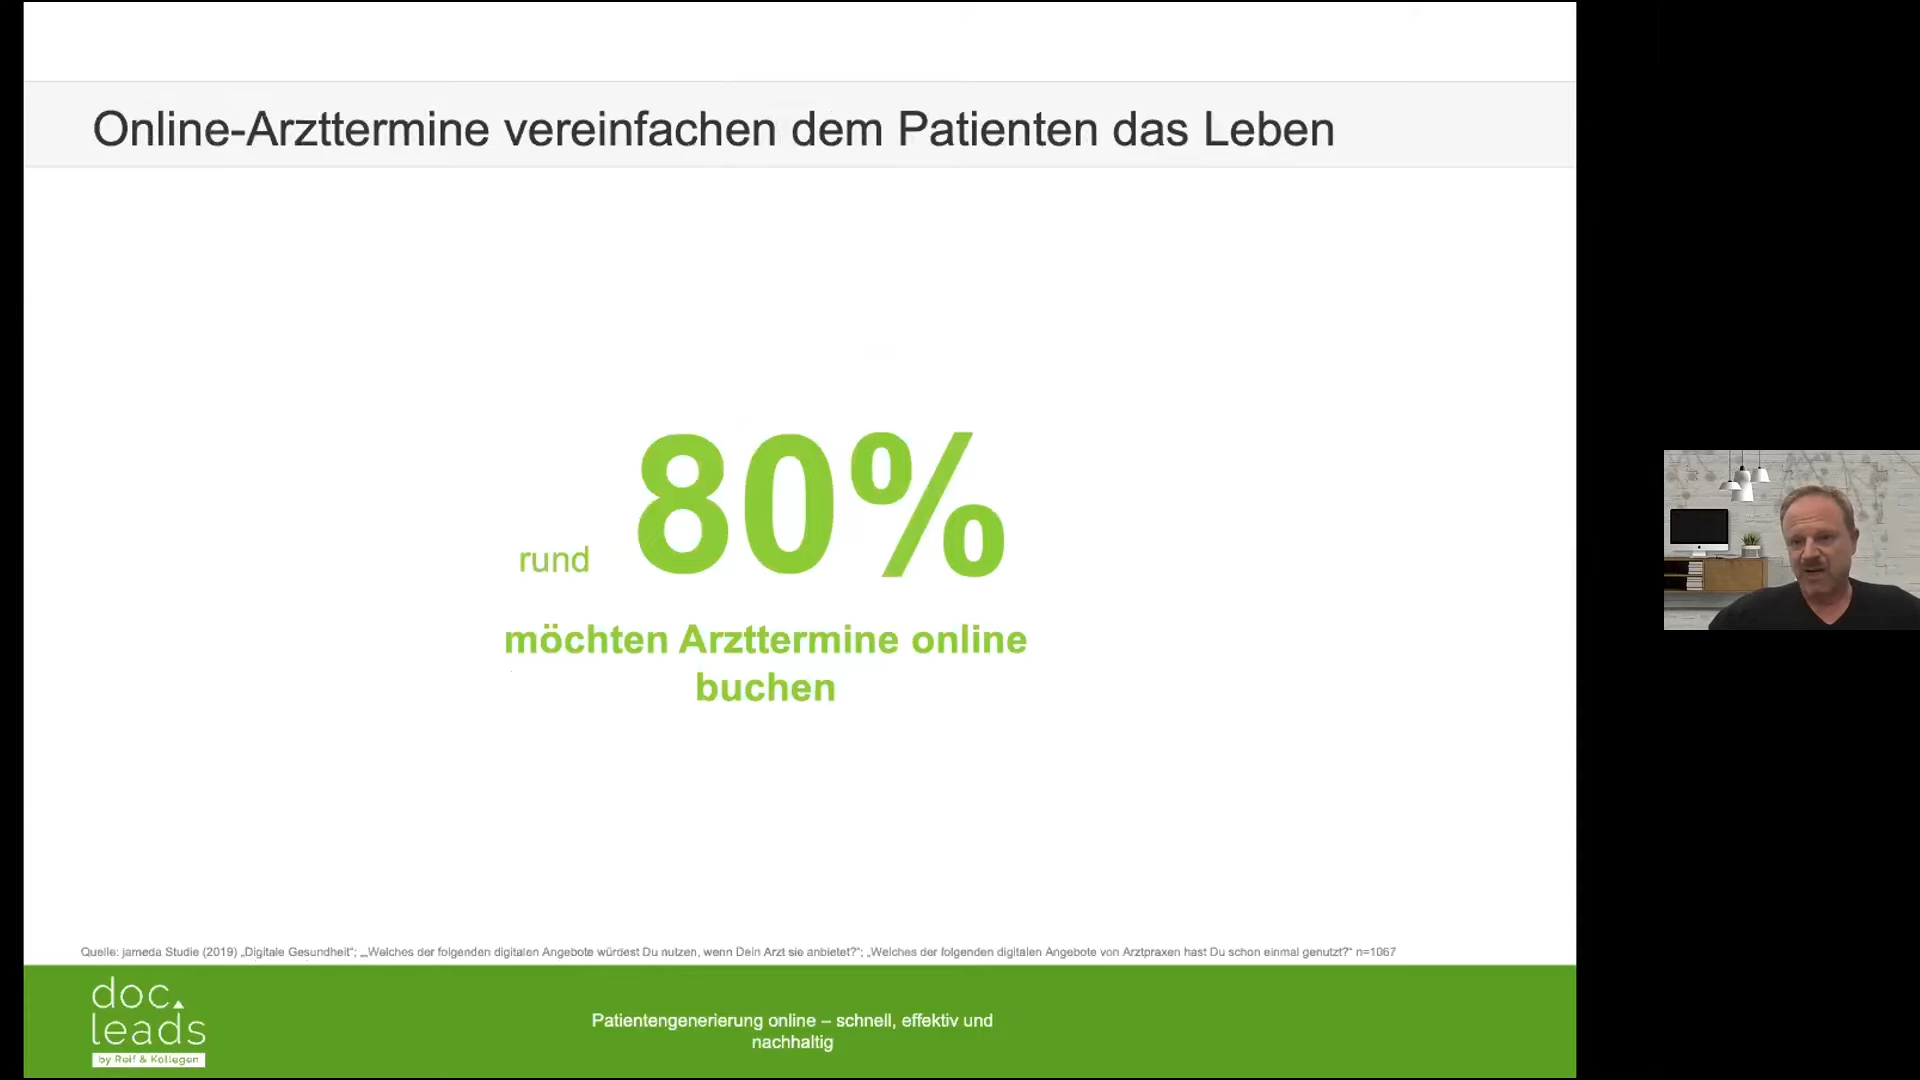 Online-Arzttermine vereinfachen dem Patienten das Leben
rund 80%
möchten Arzttermine online
buchen
Quelle: jameda Studie (2019) „Digitale Gesundheit“; „„Welches der folgenden digitalen Angebote würdest Du nutzen, wenn Dein Arzt sie anbietet?“; „Welches der folgenden digitalen Angebote von Arztpraxen hast Du schon einmal genutzt?“ n=1067
doc.
leads
by Reif & Kollegen
Patientengenerierung online – schnell, effektiv und
nachhaltig